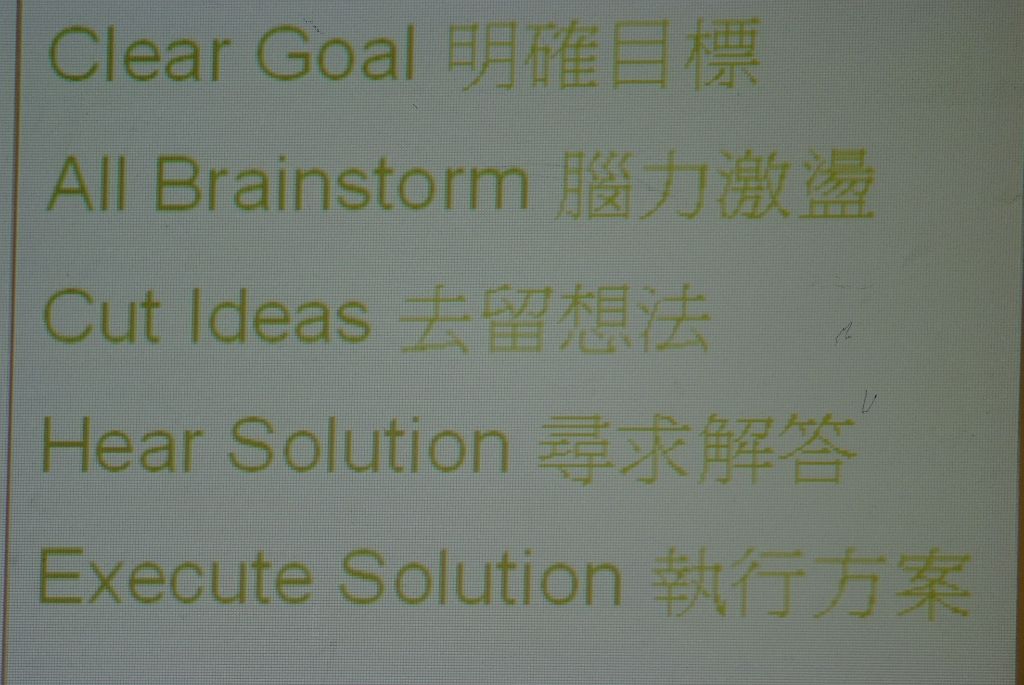 Clear Goal 明確目標
All Brainstorm 腦力激盪
Cut Ideas 去留想法
Hear Solution 尋求解答
Execute Solution 執行方案